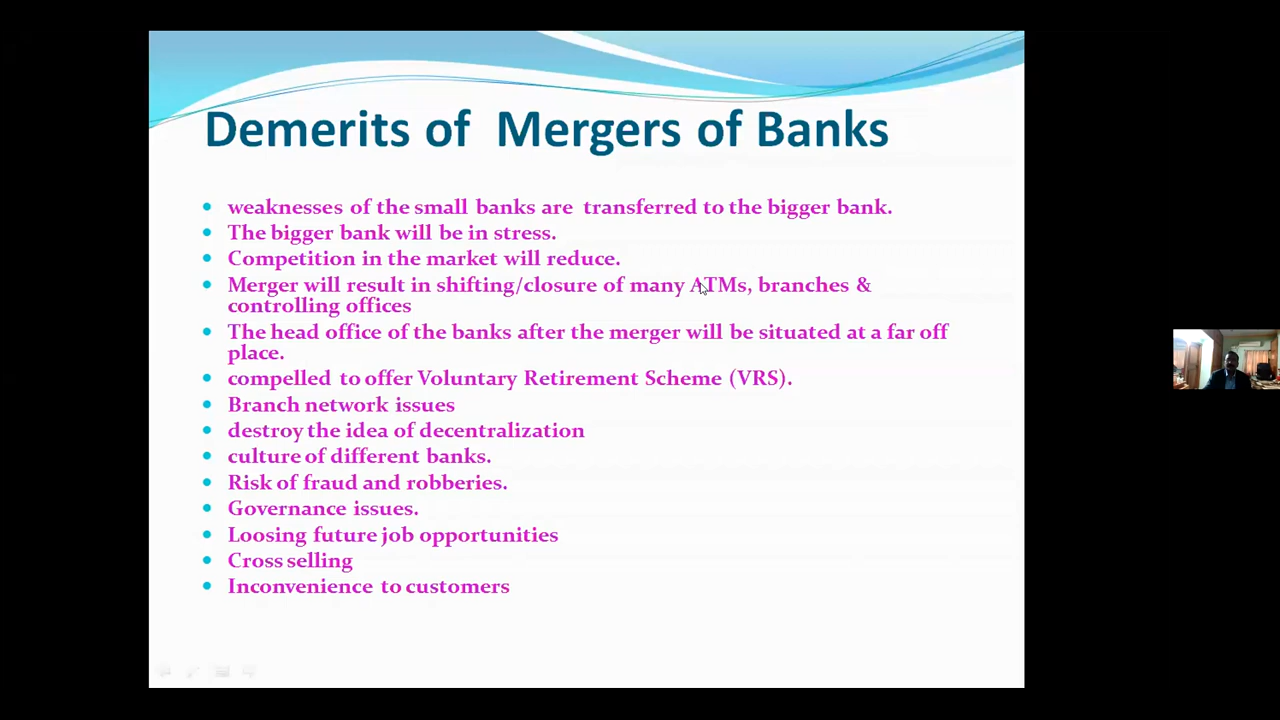 Demerits of Mergers of Banks
weaknesses of the small banks are transferred to the bigger bank.
The bigger bank will be in stress.
Competition in the market will reduce.
Merger will result in shifting/closure of many ATMs, branches &
controlling offices
The head office of the banks after the merger will be situated at a far off
place.
compelled to offer Voluntary Retirement Scheme (VRS).
Branch network issues
destroy the idea of decentralization
culture of different banks.
Risk of fraud and robberies.
Governance issues.
Loosing future job opportunities
Cross selling
Inconvenience to customers